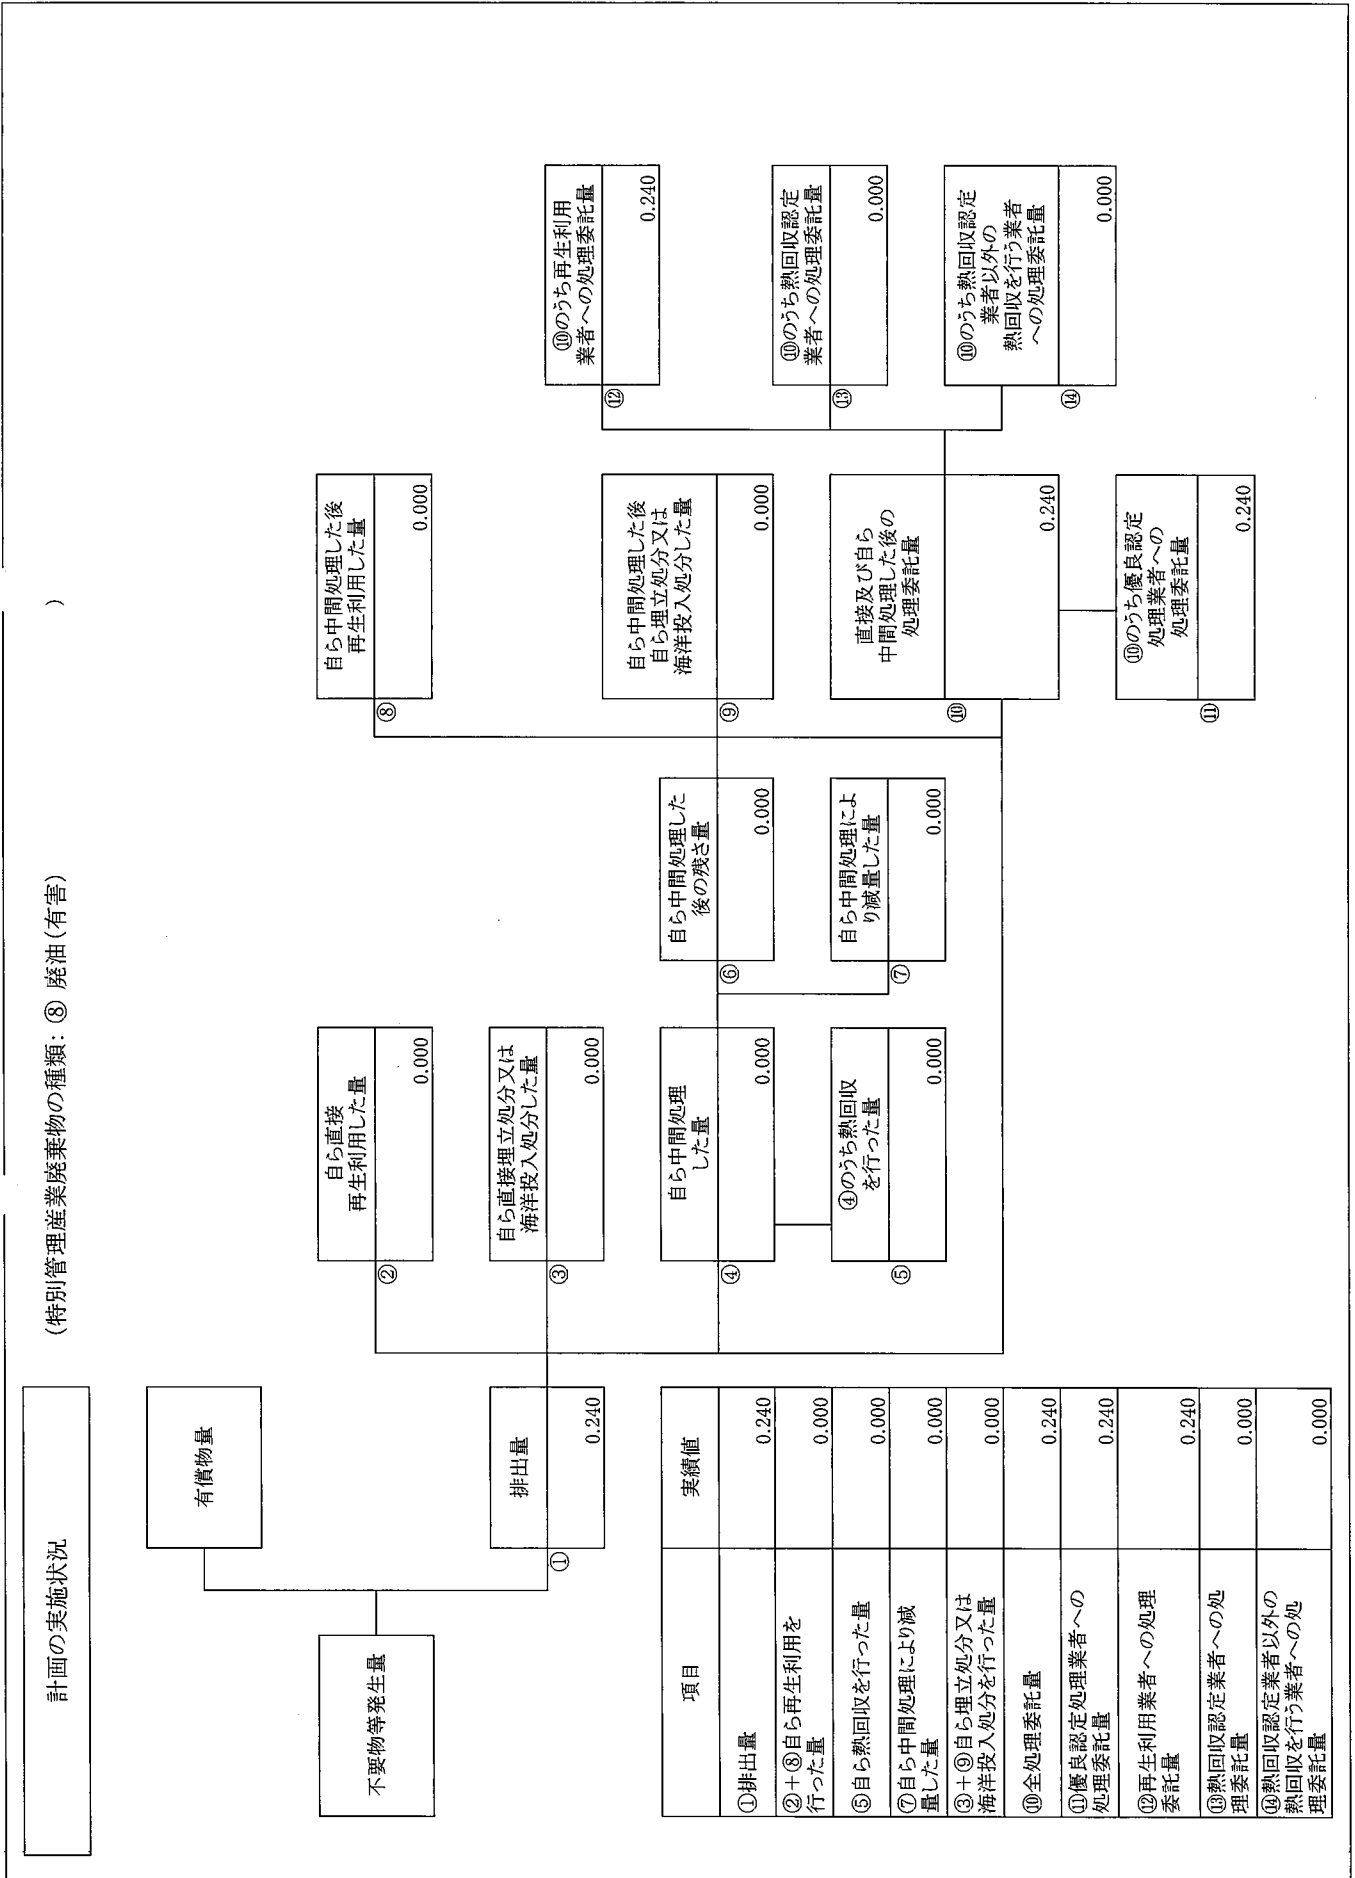 計画の実施状況
(特別管理産業廃棄物の種類: ⑧ 廃油(有害)
)
不要物等発生量
有償物量
①
排出量
0.240
②
自ら直接
再生利用した量
0.000
③
自ら直接埋立処分又は
海洋投入処分した量
0.000
④
自ら中間処理
した量
0.000
⑤
④のうち熱回収
を行った量
0.000
⑥
自ら中間処理した
後の残さ量
0.000
⑦
自ら中間処理によ
り減量した量
0.000
⑧
自ら中間処理した後
再生利用した量
0.000
⑨
自ら中間処理した後
自ら埋立処分又は
海洋投入処分した量
0.000
⑩
直接及び自ら
中間処理した後の
処理委託量
0.240
⑪
⑩のうち優良認定
処理業者への
処理委託量
0.240
⑫
⑩のうち再生利用
業者への処理委託量
0.240
⑬
⑩のうち熱回収認定
業者への処理委託量
0.000
⑭
⑩のうち熱回収認定
業者以外の
熱回収を行う業者
への処理委託量
0.000
項目 実績値
①排出量 0.240
②+⑧自ら再生利用を
行った量 0.000
⑤自ら熱回収を行った量 0.000
⑦自ら中間処理により減
量した量 0.000
③+⑨自ら埋立処分又は
海洋投入処分を行った量 0.000
⑩全処理委託量 0.240
⑪優良認定処理業者への
処理委託量 0.240
⑫再生利用業者への処理
委託量 0.240
⑬熱回収認定業者への処
理委託量 0.000
⑭熱回収認定業者以外の
熱回収を行う業者への処
理委託量 0.000